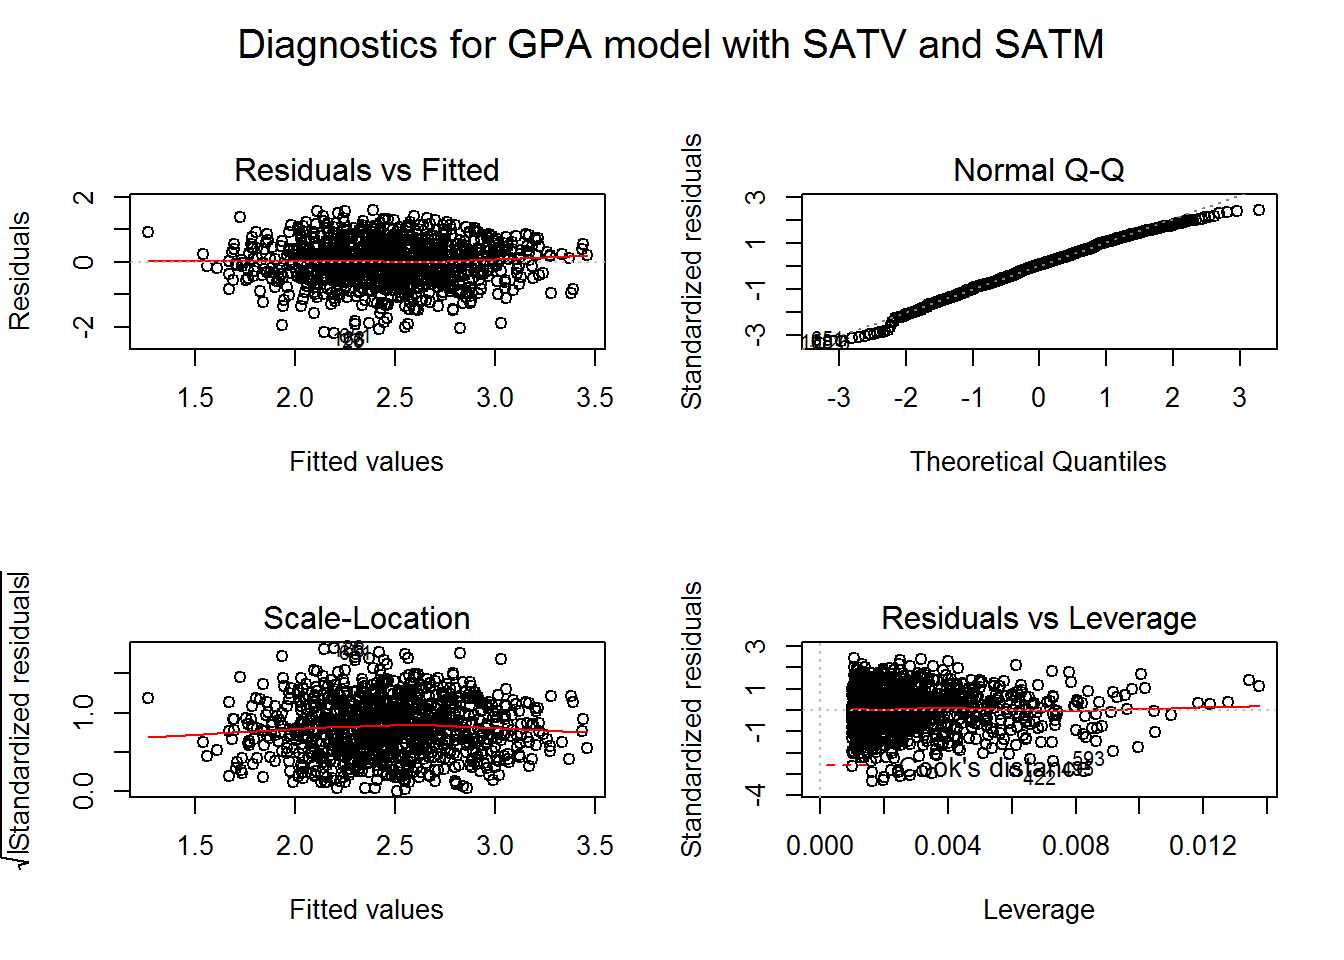 Diagnostics for GPA model with SATV and SATM
Residuals vs Fitted
Residuals
2
0
-2
1.5 2.0 2.5 3.0 3.5
Fitted values
Normal Q-Q
Standardized residuals
3
1
-1
-3
-3 -2 -1 0 1 2 3
Theoretical Quantiles
Scale-Location
√|Standardized residuals|
1.0
0.0
1.5 2.0 2.5 3.0 3.5
Fitted values
Residuals vs Leverage
Standardized residuals
3
1
-1
-4
Cook's distance
593
422
0.000 0.004 0.008 0.012
Leverage